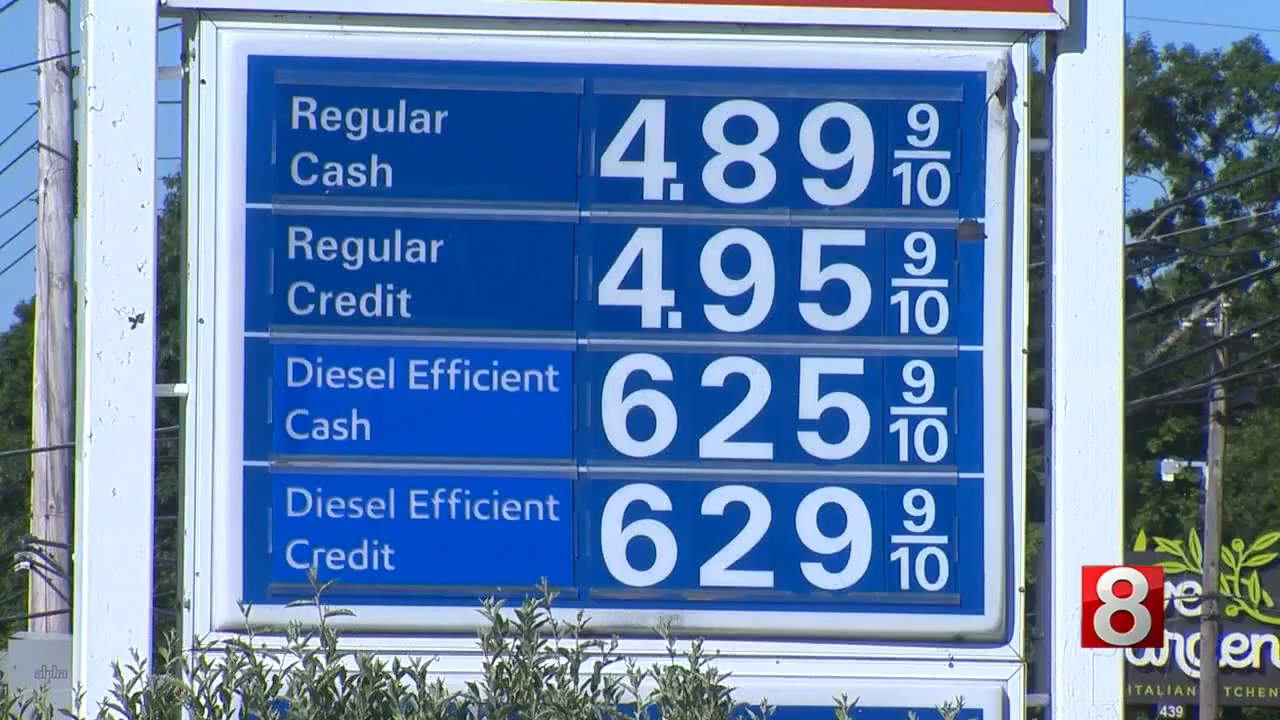 Regular
Cash
4.89 9/10
Regular
Credit
4.95 9/10
Diesel Efficient
Cash
625 9/10
Diesel Efficient
Credit
629 9/10
8
ITALIAN
439
alpha